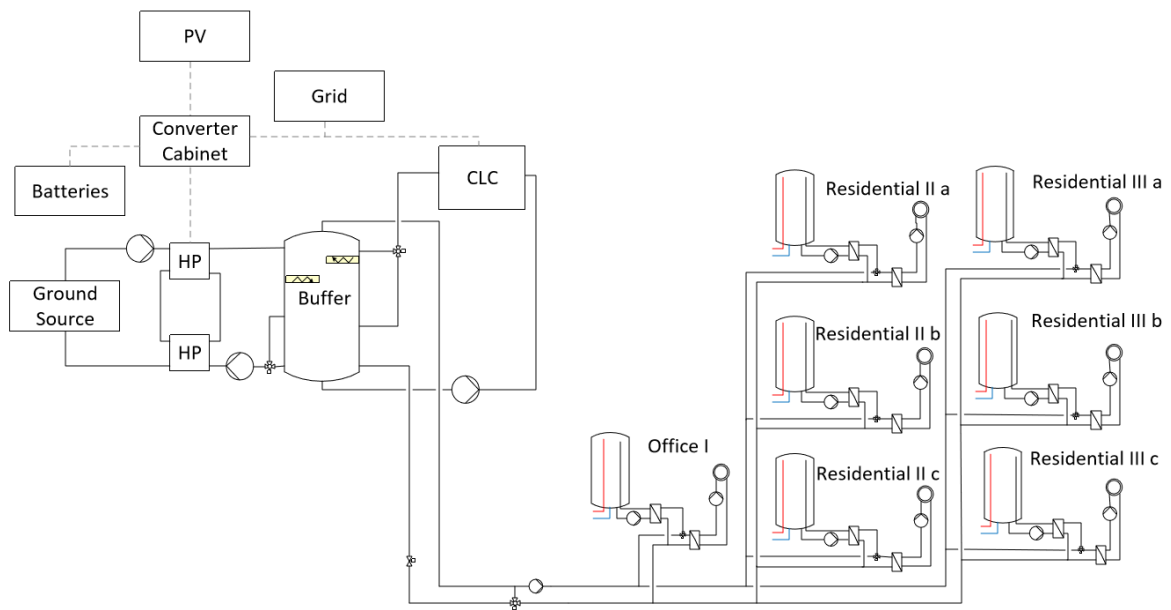 PV
Grid
Converter
Cabinet
Batteries
CLC
HP
Ground
Source
Buffer
HP
Residential II a
Residential III a
Residential II b
Residential III b
Office I
Residential II c
Residential III c